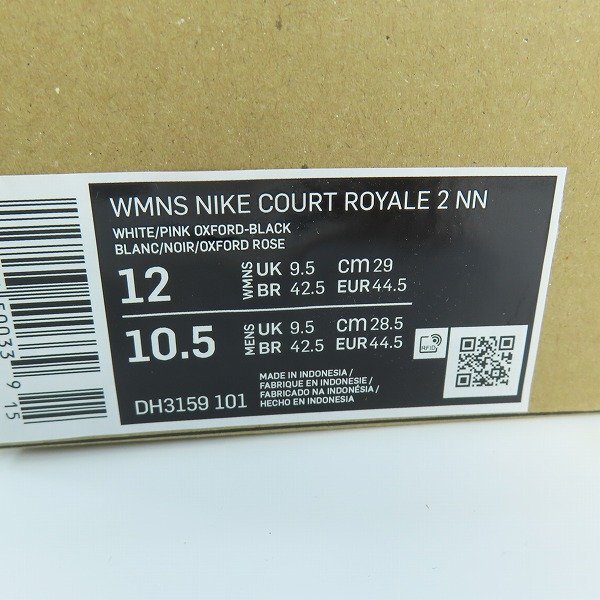 WMNS NIKE COURT ROYALE 2 NN
WHITE/PINK OXFORD-BLACK
BLANC/NOIR/OXFORD ROSE
12 WMNS UK 9.5 cm 29
BR 42.5 EUR 44.5
10.5 MENS UK 9.5 cm 28.5
BR 42.5 EUR 44.5
RFID
MADE IN INDONESIA/
FABRIQUE EN INDONESIE/
FABRICADO NA INDONÉSIA/
HECHO EN INDONESIA
DH3159 101
50033 9 15